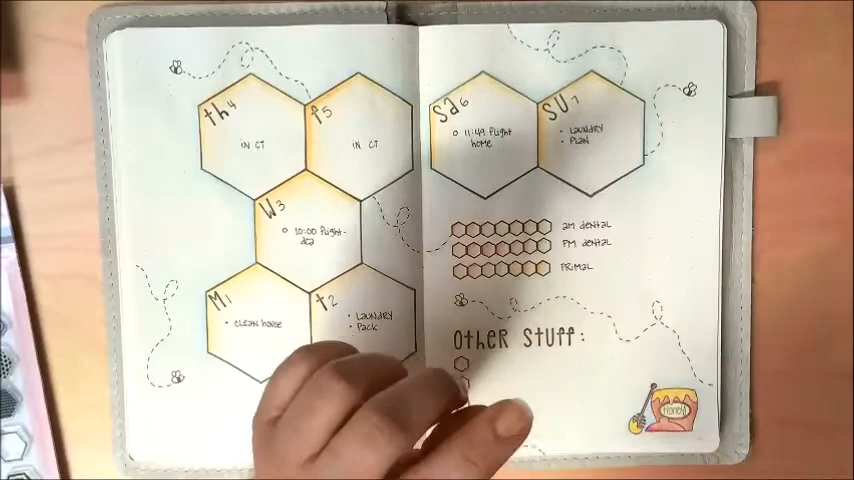 th4
in CT
f5
in CT
W3
10:00 flight-
dca
M1
clean house
t2
Laundry
Pack
Sa6
11:49 flight
home
SU7
Laundry
Plan
am dental
PM dental
Primal
Other Stuff:
Honey